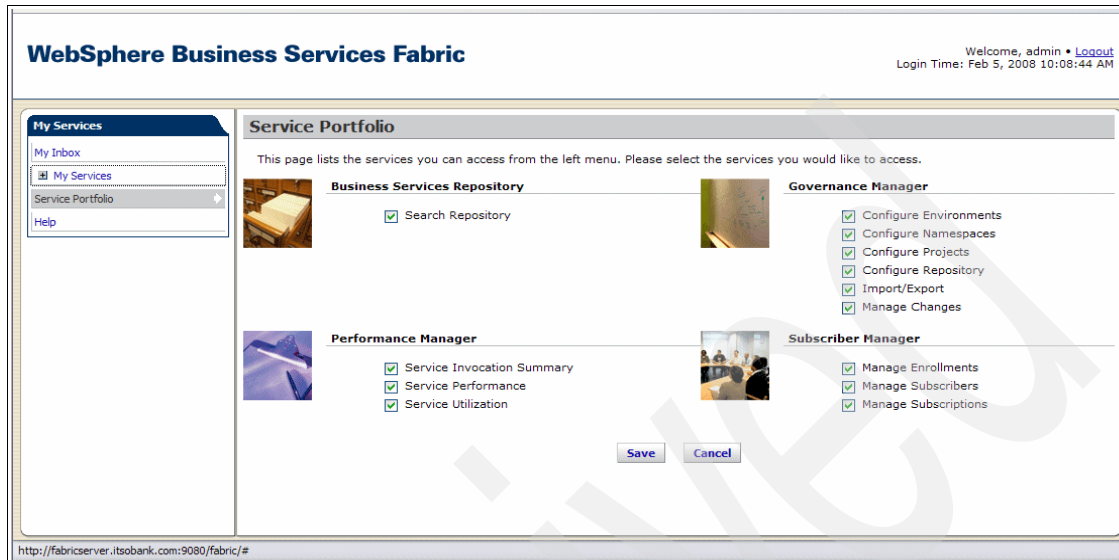 WebSphere Business Services Fabric
Welcome, admin • Logout
Login Time: Feb 5, 2008 10:08:44 AM
My Services
My Inbox
My Services
Service Portfolio
Help
Service Portfolio
This page lists the services you can access from the left menu. Please select the services you would like to access.
Business Services Repository
Search Repository
Governance Manager
Configure Environments
Configure Namespaces
Configure Projects
Configure Repository
Import/Export
Manage Changes
Performance Manager
Service Invocation Summary
Service Performance
Service Utilization
Subscriber Manager
Manage Enrollments
Manage Subscribers
Manage Subscriptions
Save Cancel
http://fabricserver.itsobank.com:9080/fabric/#
ived